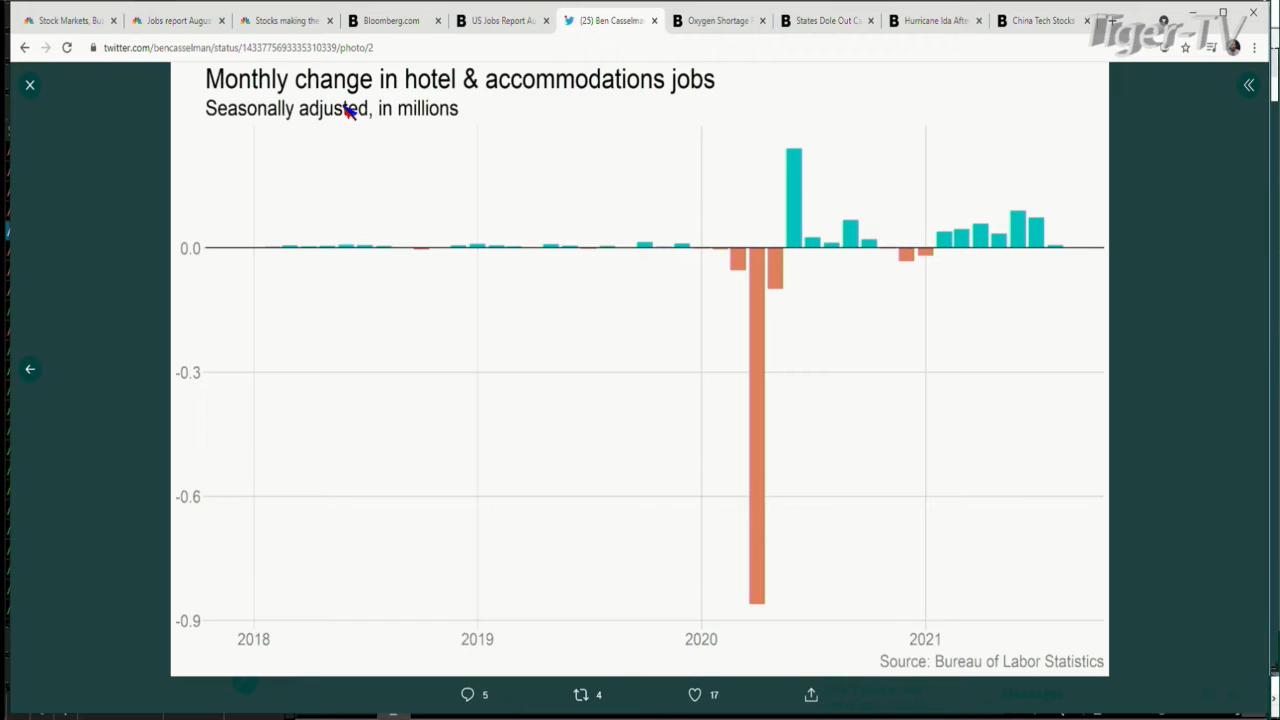 Stock Markets, Bu
Jobs report Augus
Stocks making the
Bloomberg.com
US Jobs Report Au
(25) Ben Casselma
Oxygen Shortage
States Dole Out Ca
Hurricane Ida Afte
China Tech Stocks
Tiger-TV
twitter.com/bencasselman/status/1433775693335310339/photo/2
Monthly change in hotel & accommodations jobs
Seasonally adjusted, in millions
0.0
-0.3
-0.6
-0.9
2018 2019 2020 2021
Source: Bureau of Labor Statistics
5 4 17